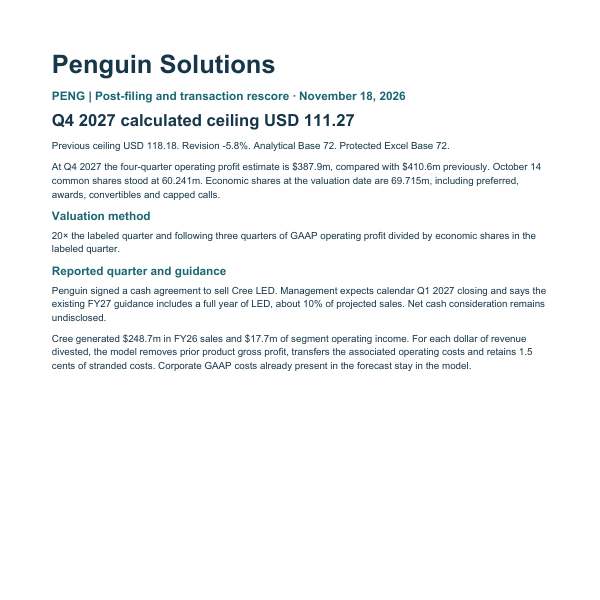 Penguin Solutions
PENG | Post-filing and transaction rescore · November 18, 2026
Q4 2027 calculated ceiling USD 111.27
Previous ceiling USD 118.18. Revision -5.8%. Analytical Base 72. Protected Excel Base 72.
At Q4 2027 the four-quarter operating profit estimate is $387.9m, compared with $410.6m previously. October 14
common shares stood at 60.241m. Economic shares at the valuation date are 69.715m, including preferred,
awards, convertibles and capped calls.
Valuation method
20× the labeled quarter and following three quarters of GAAP operating profit divided by economic shares in the
labeled quarter.
Reported quarter and guidance
Penguin signed a cash agreement to sell Cree LED. Management expects calendar Q1 2027 closing and says the
existing FY27 guidance includes a full year of LED, about 10% of projected sales. Net cash consideration remains
undisclosed.
Cree generated $248.7m in FY26 sales and $17.7m of segment operating income. For each dollar of revenue
divested, the model removes prior product gross profit, transfers the associated operating costs and retains 1.5
cents of stranded costs. Corporate GAAP costs already present in the forecast stay in the model.